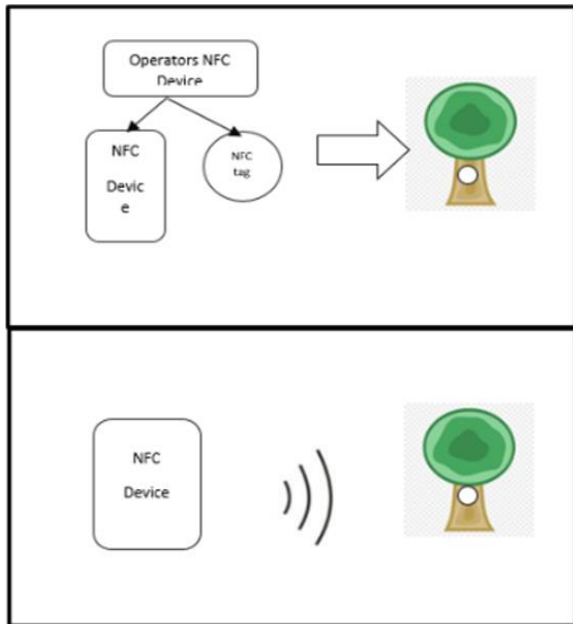 Operators NFC
Device
NFC
Devic
e
NFC
tag
NFC
Device